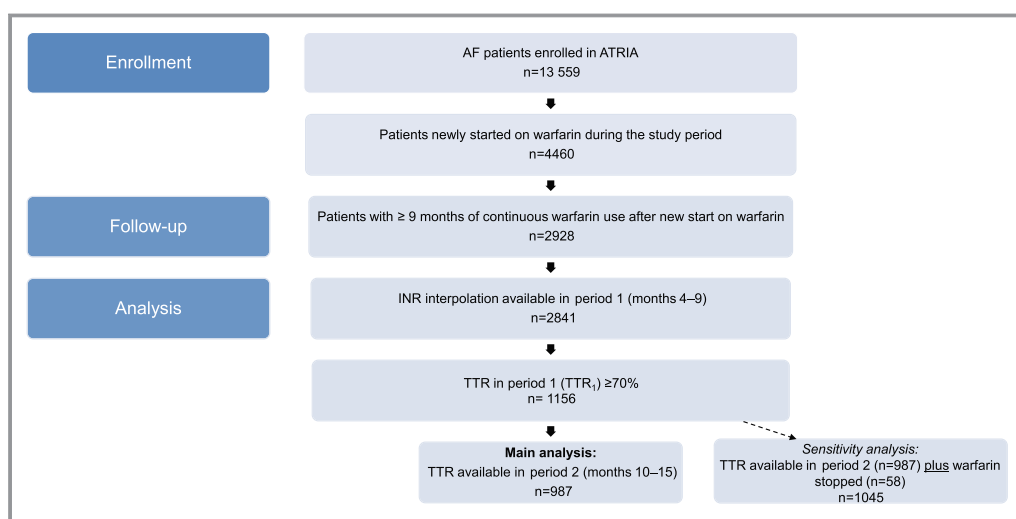 Enrollment
AF patients enrolled in ATRIA
n=13 559
Patients newly started on warfarin during the study period
n=4460
Follow-up
Patients with ≥ 9 months of continuous warfarin use after new start on warfarin
n=2928
Analysis
INR interpolation available in period 1 (months 4–9)
n=2841
TTR in period 1 (TTR₁) ≥70%
n= 1156
Main analysis:
TTR available in period 2 (months 10–15)
n=987
Sensitivity analysis:
TTR available in period 2 (n=987) plus warfarin
stopped (n=58)
n=1045